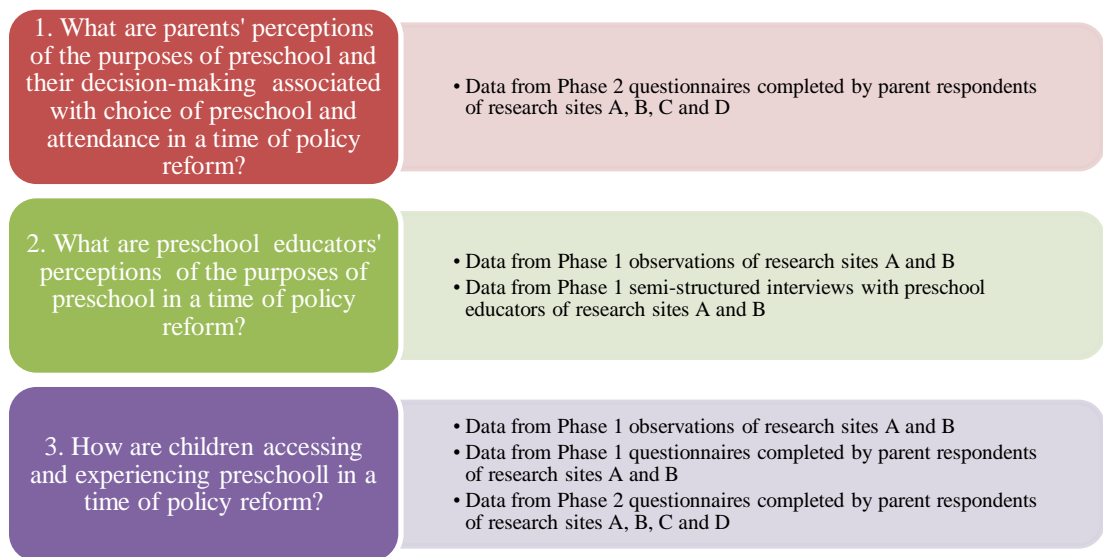 1. What are parents' perceptions
of the purposes of preschool and
their decision-making associated
with choice of preschool and
attendance in a time of policy
reform?
• Data from Phase 2 questionnaires completed by parent respondents
of research sites A, B, C and D
2. What are preschool educators'
perceptions of the purposes of
preschool in a time of policy
reform?
• Data from Phase 1 observations of research sites A and B
• Data from Phase 1 semi-structured interviews with preschool
educators of research sites A and B
3. How are children accessing
and experiencing preschooll in a
time of policy reform?
• Data from Phase 1 observations of research sites A and B
• Data from Phase 1 questionnaires completed by parent respondents
of research sites A and B
• Data from Phase 2 questionnaires completed by parent respondents
of research sites A, B, C and D